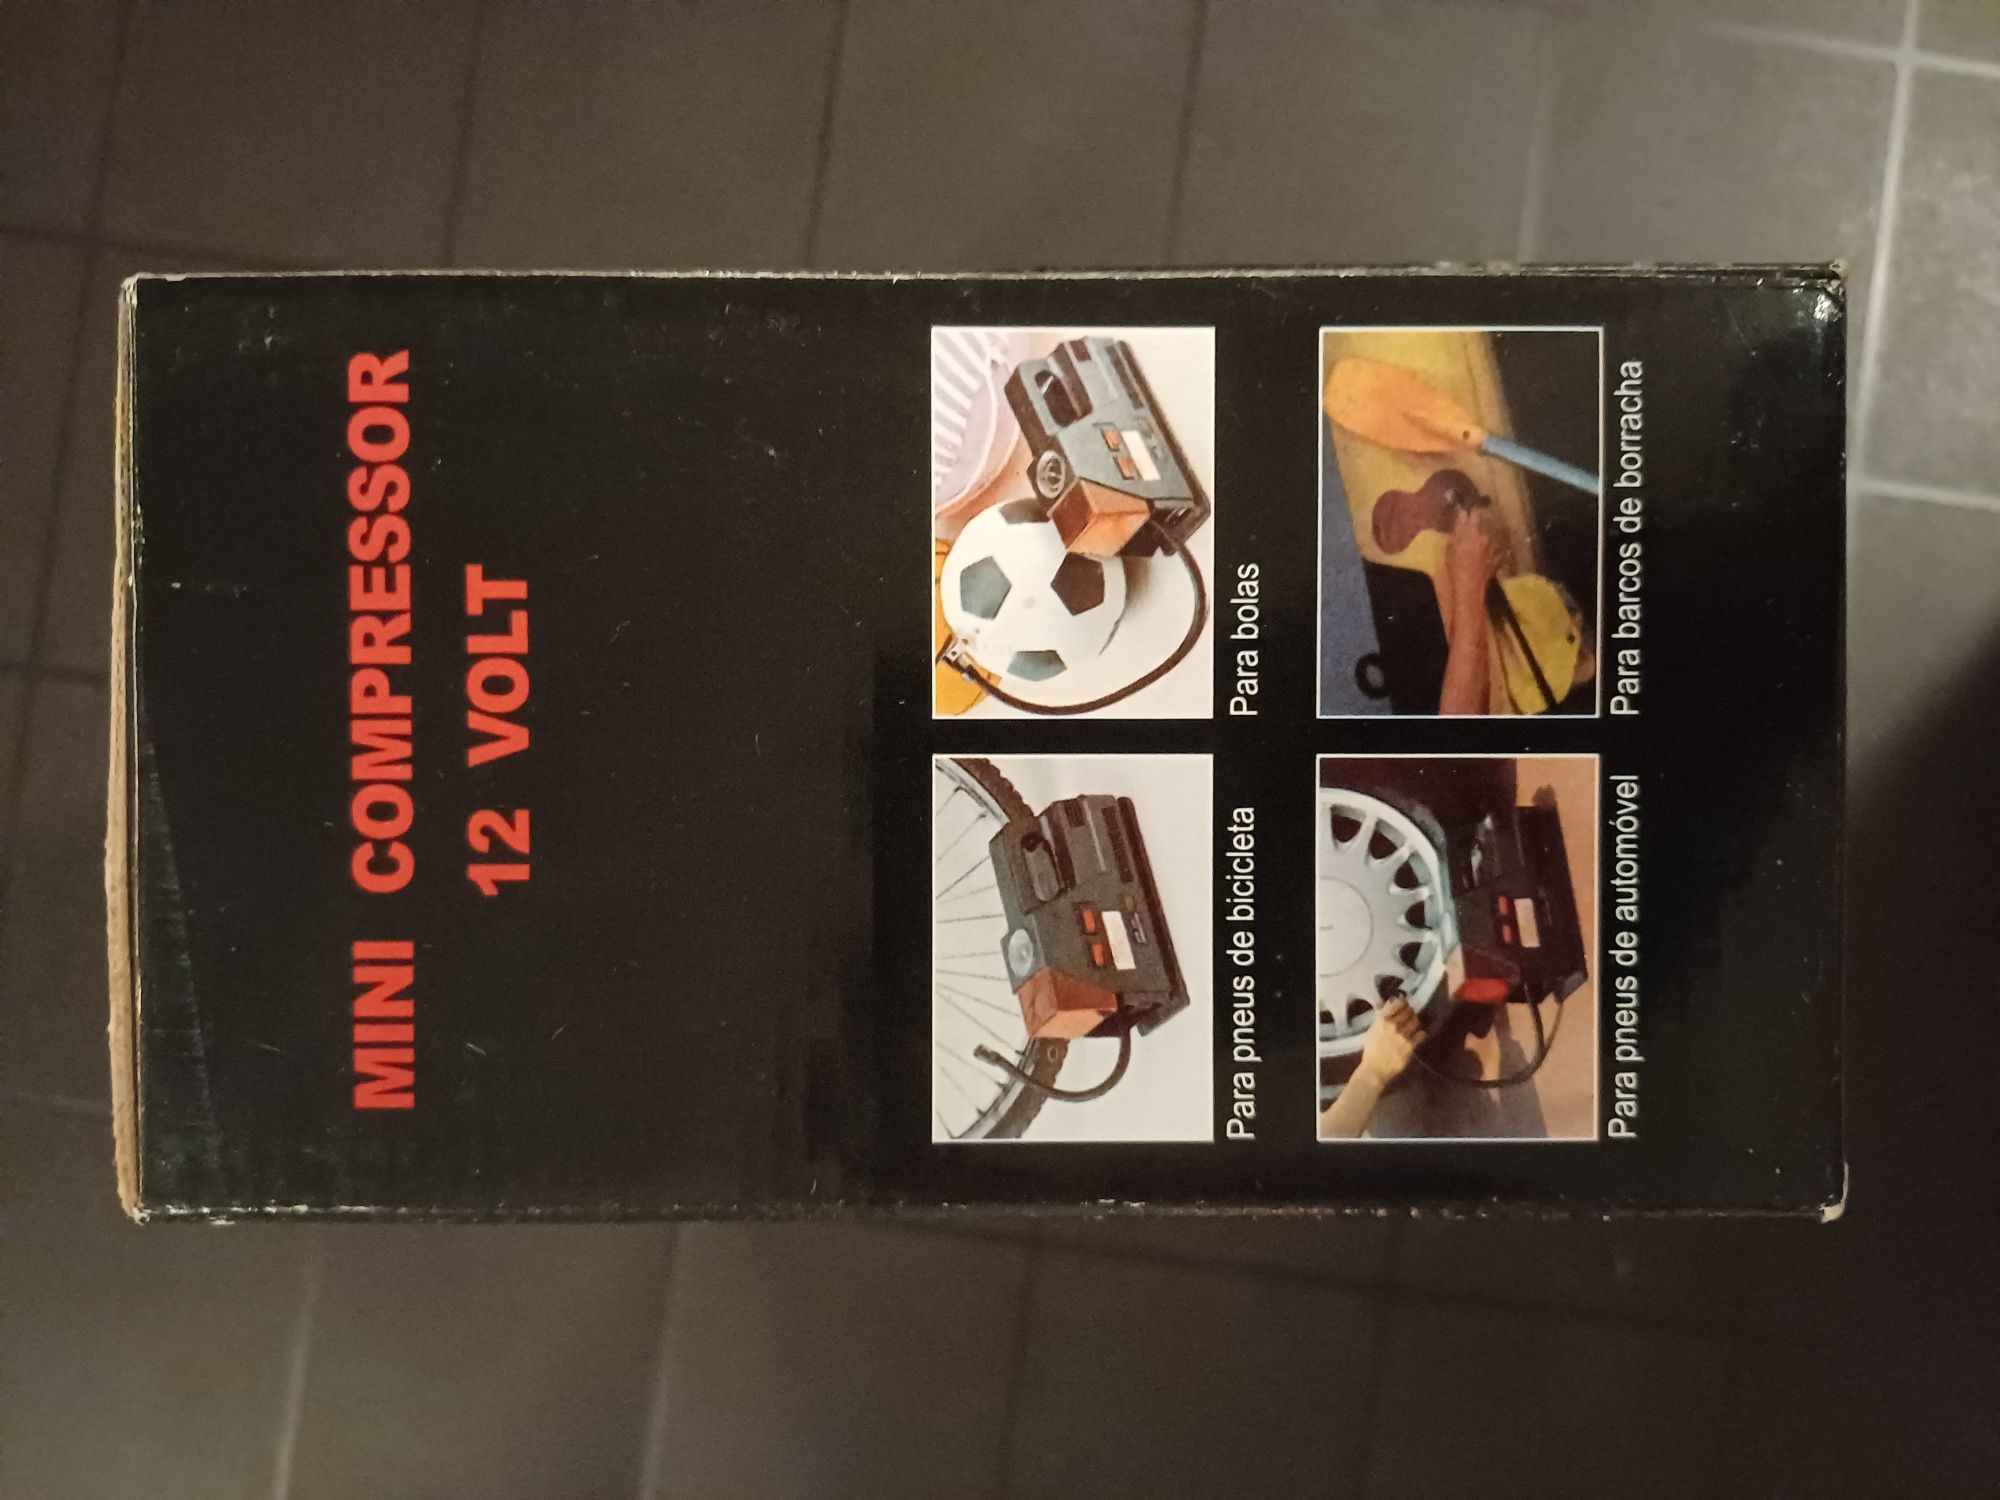 MINI COMPRESSOR
12 VOLT
Para pneus de bicicleta
Para bolas
Para pneus de automóvel
Para barcos de borracha